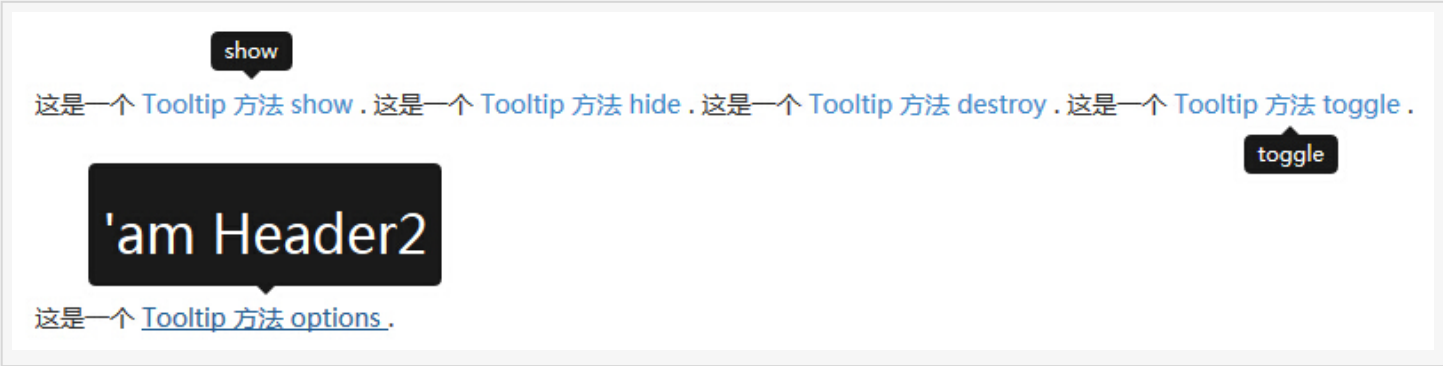 show
这是一个 Tooltip 方法 show . 这是一个 Tooltip 方法 hide . 这是一个 Tooltip 方法 destroy . 这是一个 Tooltip 方法 toggle .
toggle
'am Header2
这是一个 Tooltip 方法 options .